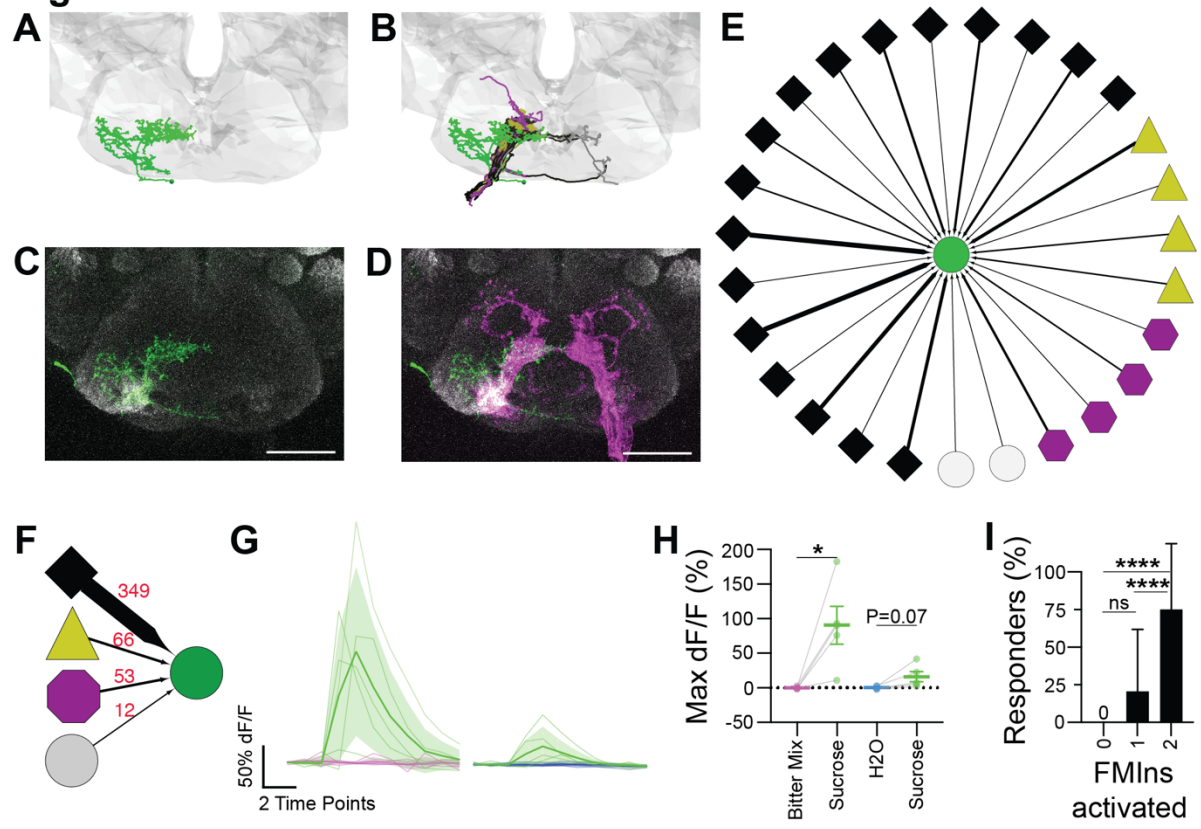 A
B
E
C
D
F
349
66
53
12
G
50% dF/F
2 Time Points
H
Max dF/F (%)
200
150
100
50
0
-50
*
P=0.07
Bitter Mix
Sucrose
H2O
Sucrose
I
Responders (%)
100
75
50
25
0
****
****
ns
0
0
1
2
FMIns
activated